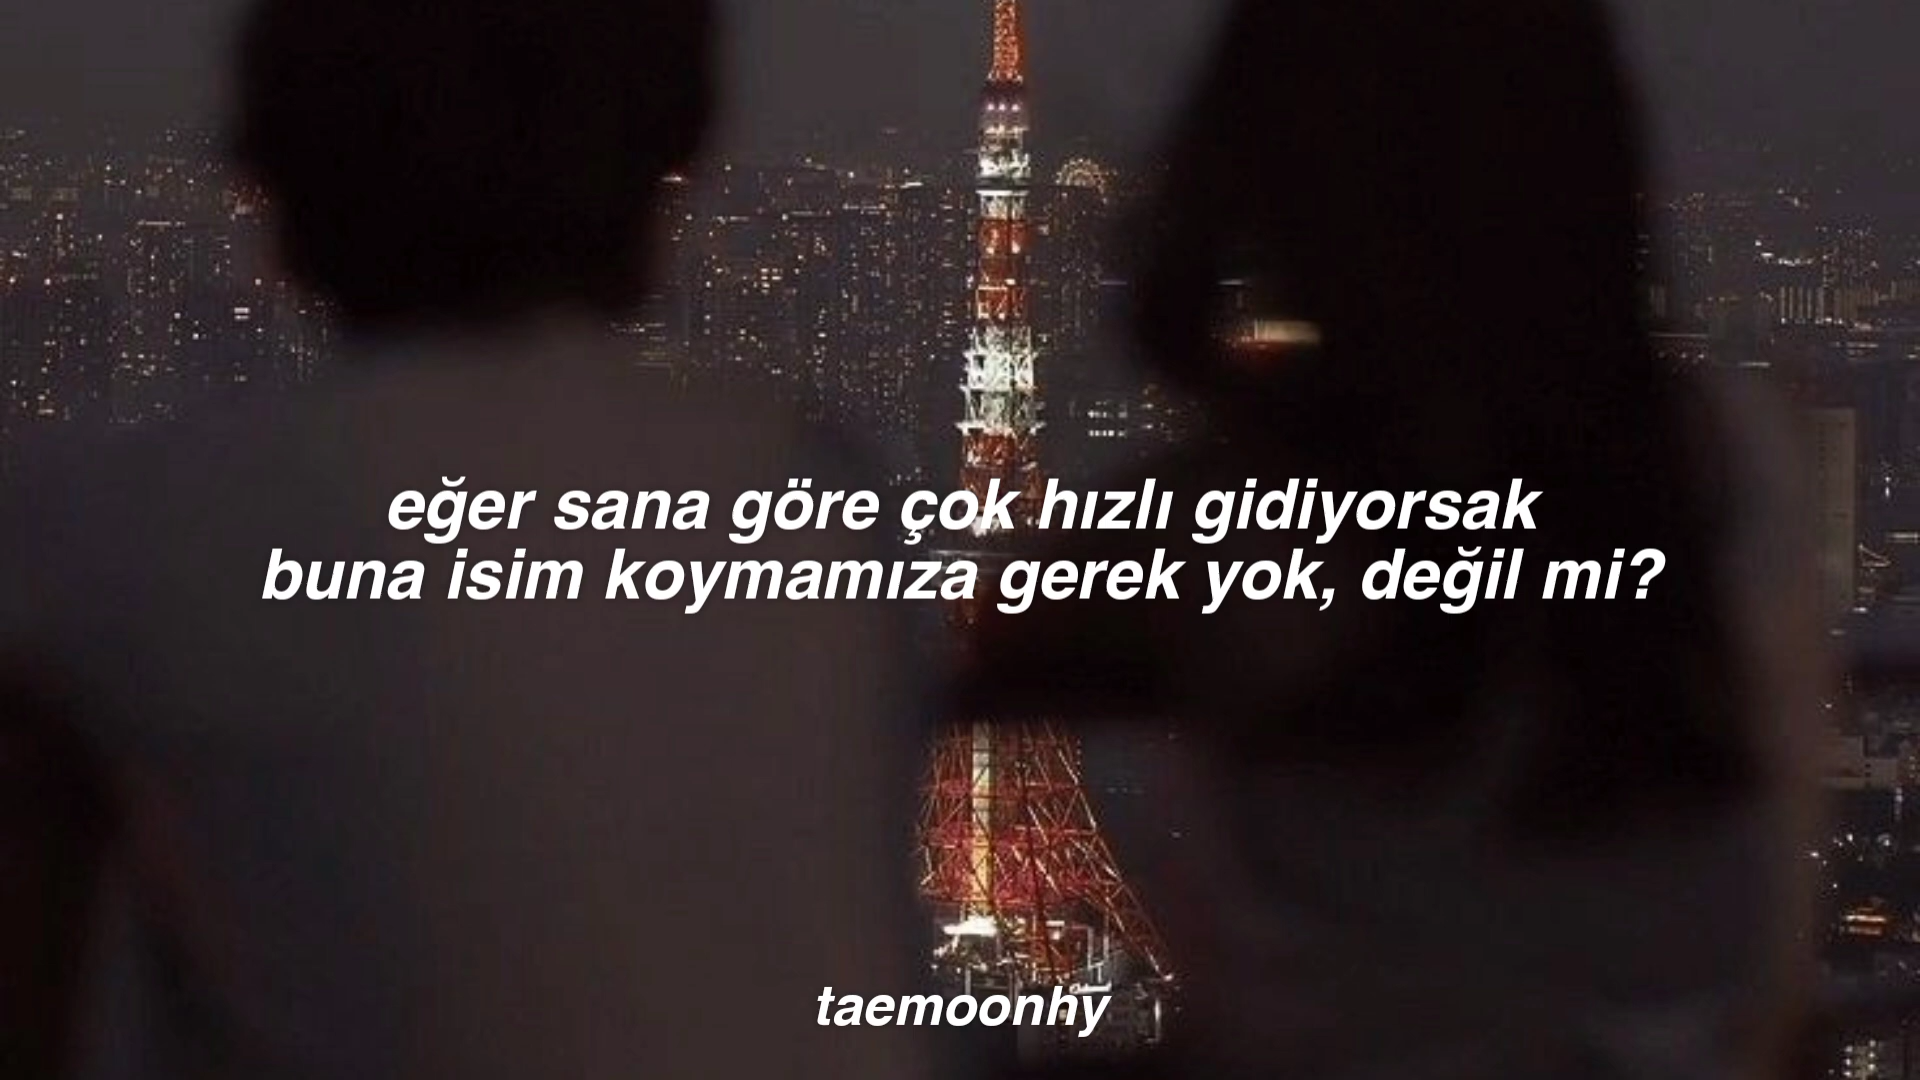 eğer sana göre çok hızlı gidiyorsak
buna isim koymamıza gerek yok, değil mi?
taemoonhy